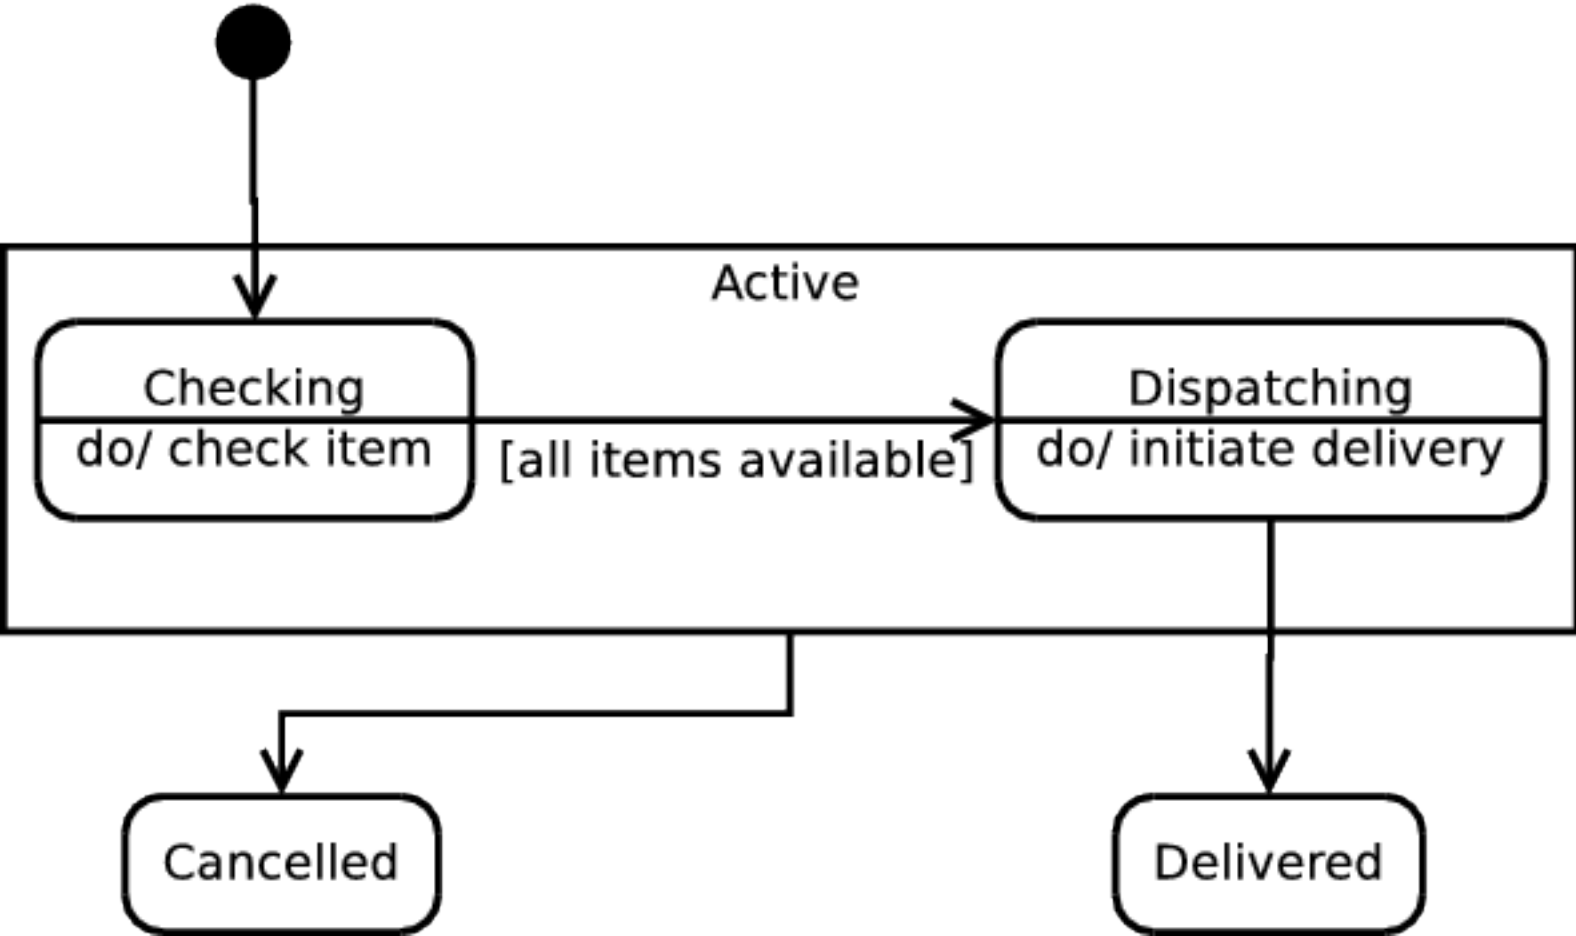 Active
Checking
do/ check item
[all items available]
Dispatching
do/ initiate delivery
Cancelled
Delivered